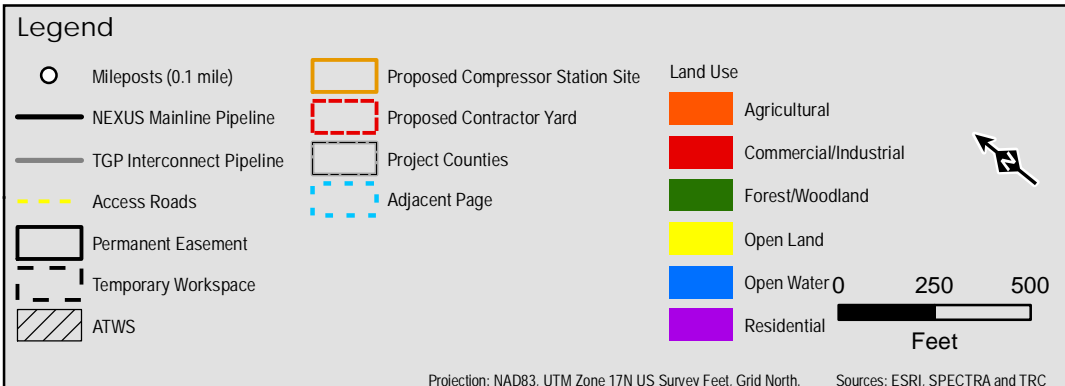 Legend
Mileposts (0.1 mile)
NEXUS Mainline Pipeline
TGP Interconnect Pipeline
Access Roads
Permanent Easement
Temporary Workspace
ATWS
Proposed Compressor Station Site
Proposed Contractor Yard
Project Counties
Adjacent Page
Land Use
Agricultural
Commercial/Industrial
Forest/Woodland
Open Land
Open Water
Residential
N
0 250 500
Feet
Projection: NAD83, UTM Zone 17N US Survey Feet, Grid North. Sources: ESRI, SPECTRA and TRC